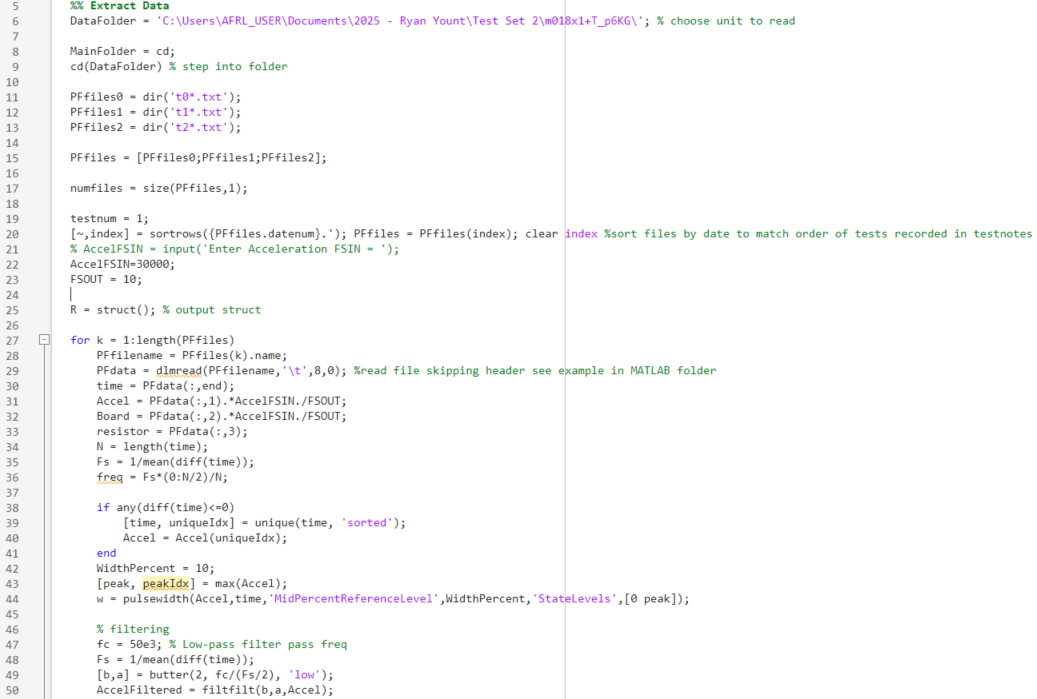 5 %% Extract Data
6 DataFolder = 'C:\Users\AFRL_USER\Documents\2025 - Ryan Yount\Test Set 2\m018x1+T_p6KG\'; % choose unit to read
7
8 MainFolder = cd;
9 cd(DataFolder) % step into folder
10
11 PFfiles0 = dir('t0*.txt');
12 PFfiles1 = dir('t1*.txt');
13 PFfiles2 = dir('t2*.txt');
14
15 PFfiles = [PFfiles0;PFfiles1;PFfiles2];
16
17 numfiles = size(PFfiles,1);
18
19 testnum = 1;
20 [~,index] = sortrows({PFfiles.datenum}.'); PFfiles = PFfiles(index); clear index %sort files by date to match order of tests recorded in testnotes
21 % AccelFSIN = input('Enter Acceleration FSIN = ');
22 AccelFSIN=30000;
23 FSOUT = 10;
24
25 R = struct(); % output struct
26
27 for k = 1:length(PFfiles)
28 PFfilename = PFfiles(k).name;
29 PFdata = dlmread(PFfilename,'\t',8,0); %read file skipping header see example in MATLAB folder
30 time = PFdata(:,end);
31 Accel = PFdata(:,1).*AccelFSIN./FSOUT;
32 Board = PFdata(:,2).*AccelFSIN./FSOUT;
33 resistor = PFdata(:,3);
34 N = length(time);
35 Fs = 1/mean(diff(time));
36 freq = Fs*(0:N/2)/N;
37
38 if any(diff(time)<=0)
39 [time, uniqueIdx] = unique(time, 'sorted');
40 Accel = Accel(uniqueIdx);
41 end
42 WidthPercent = 10;
43 [peak, peakIdx] = max(Accel);
44 w = pulsewidth(Accel,time,'MidPercentReferenceLevel',WidthPercent,'StateLevels',[0 peak]);
45
46 % filtering
47 fc = 50e3; % Low-pass filter pass freq
48 Fs = 1/mean(diff(time));
49 [b,a] = butter(2, fc/(Fs/2), 'low');
50 AccelFiltered = filtfilt(b,a,Accel);